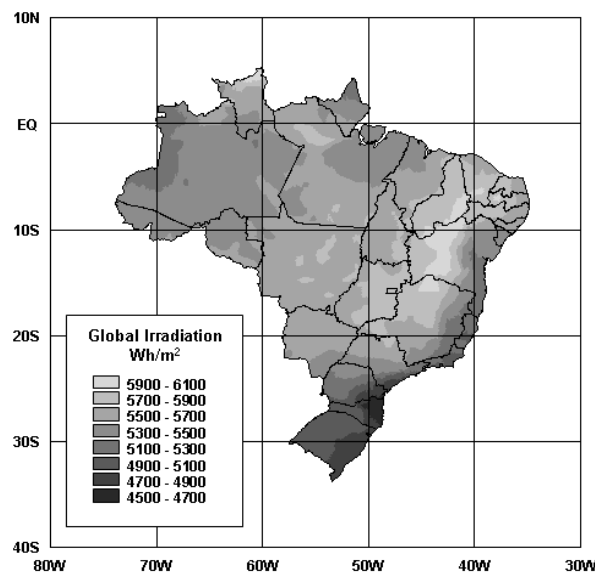 10N
EQ
10S
20S
30S
40S
Global Irradiation
Wh/m²
5900 - 6100
5700 - 5900
5500 - 5700
5300 - 5500
5100 - 5300
4900 - 5100
4700 - 4900
4500 - 4700
80W 70W 60W 50W 40W 30W